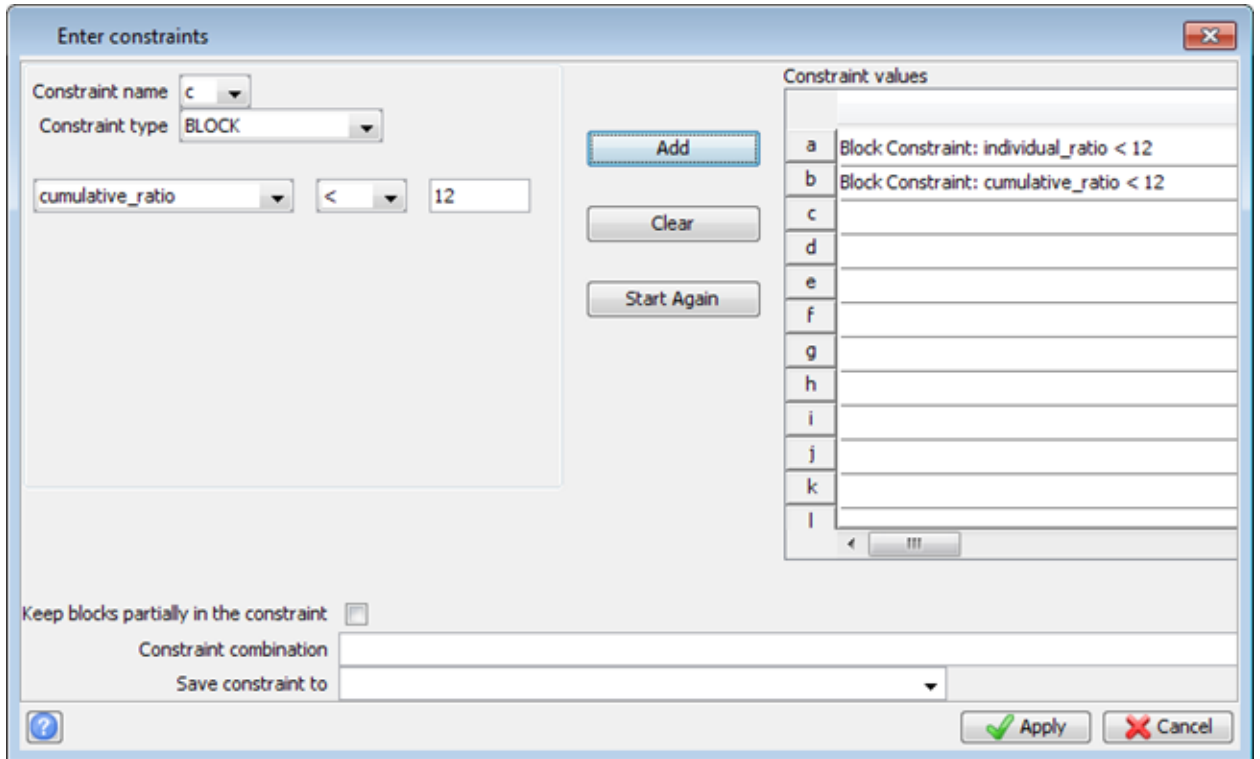 Enter constraints
Constraint name c
Constraint type BLOCK
cumulative_ratio < 12
Add
Clear
Start Again
Constraint values
a Block Constraint: individual_ratio < 12
b Block Constraint: cumulative_ratio < 12
c
d
e
f
g
h
i
j
k
l
Keep blocks partially in the constraint
Constraint combination
Save constraint to
? Apply Cancel